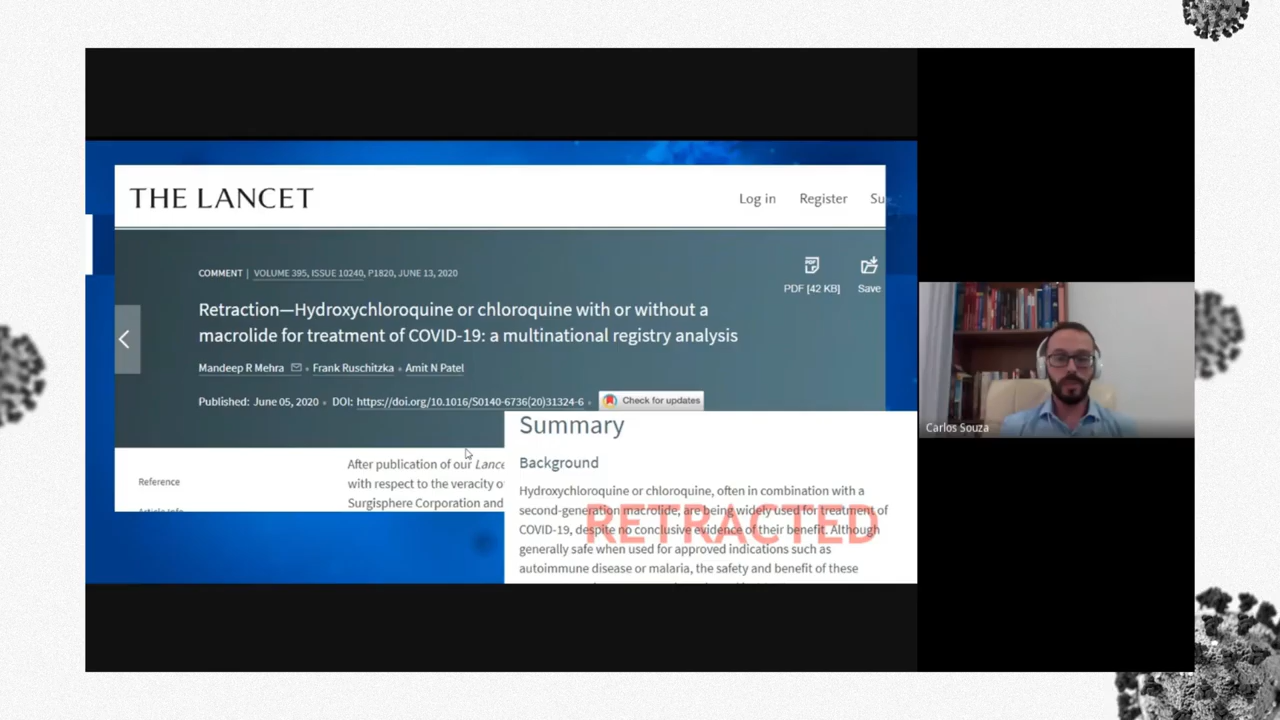 THE LANCET
Log in Register Su
COMMENT | VOLUME 395, ISSUE 10240, P1820, JUNE 13, 2020
PDF [42 KB] Save
Retraction—Hydroxychloroquine or chloroquine with or without a
macrolide for treatment of COVID-19: a multinational registry analysis
Mandeep R Mehra • Frank Ruschitzka • Amit N Patel
Published: June 05, 2020 • DOI: https://doi.org/10.1016/S0140-6736(20)31324-6 •
Check for updates
Reference
Article Info
After publication of our Lance
with respect to the veracity o
Surgisphere Corporation and
Summary
Background
Hydroxychloroquine or chloroquine, often in combination with a
second-generation macrolide, are being widely used for treatment of
COVID-19, despite no conclusive evidence of their benefit. Although
generally safe when used for approved indications such as
autoimmune disease or malaria, the safety and benefit of these
RETRACTED
Carlos Souza